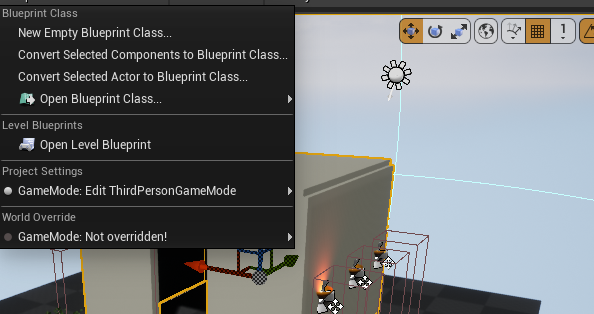 Blueprint Class
New Empty Blueprint Class...
Convert Selected Components to Blueprint Class...
Convert Selected Actor to Blueprint Class...
Open Blueprint Class...
Level Blueprints
Open Level Blueprint
Project Settings
GameMode: Edit ThirdPersonGameMode
World Override
GameMode: Not overridden!
1